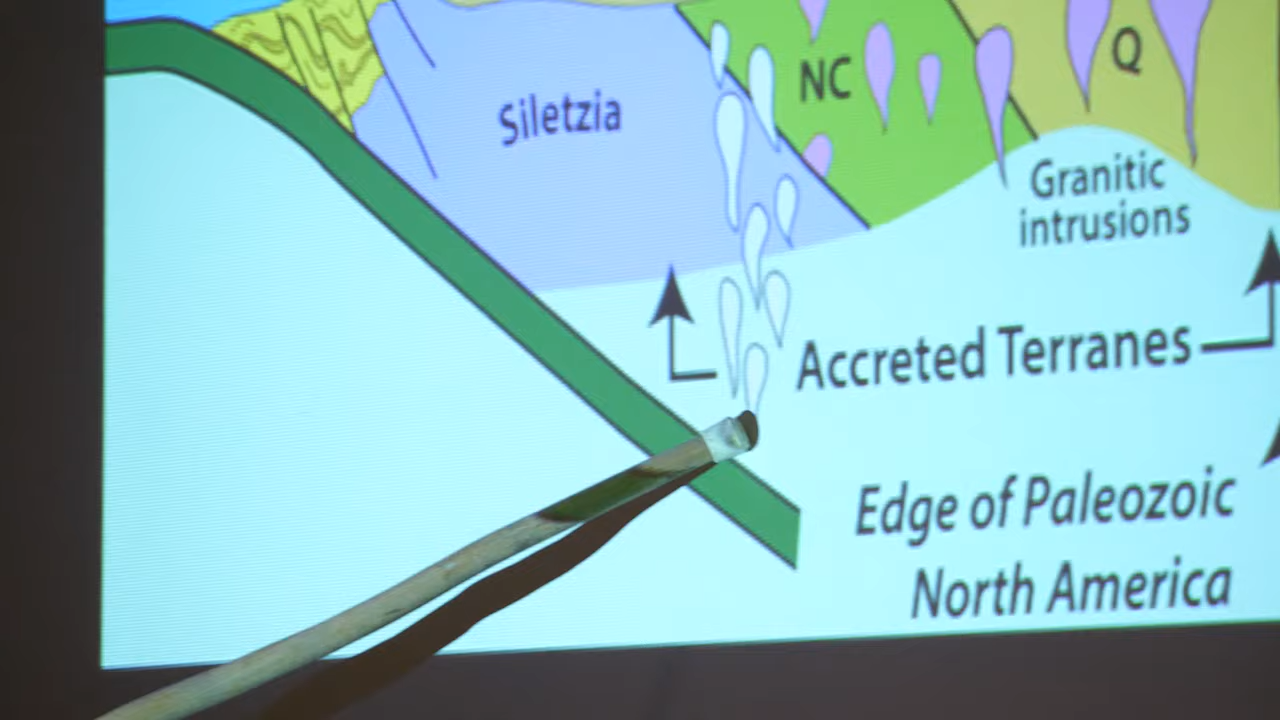 Siletzia
NC
Q
Granitic
intrusions
Accreted Terranes
Edge of Paleozoic
North America